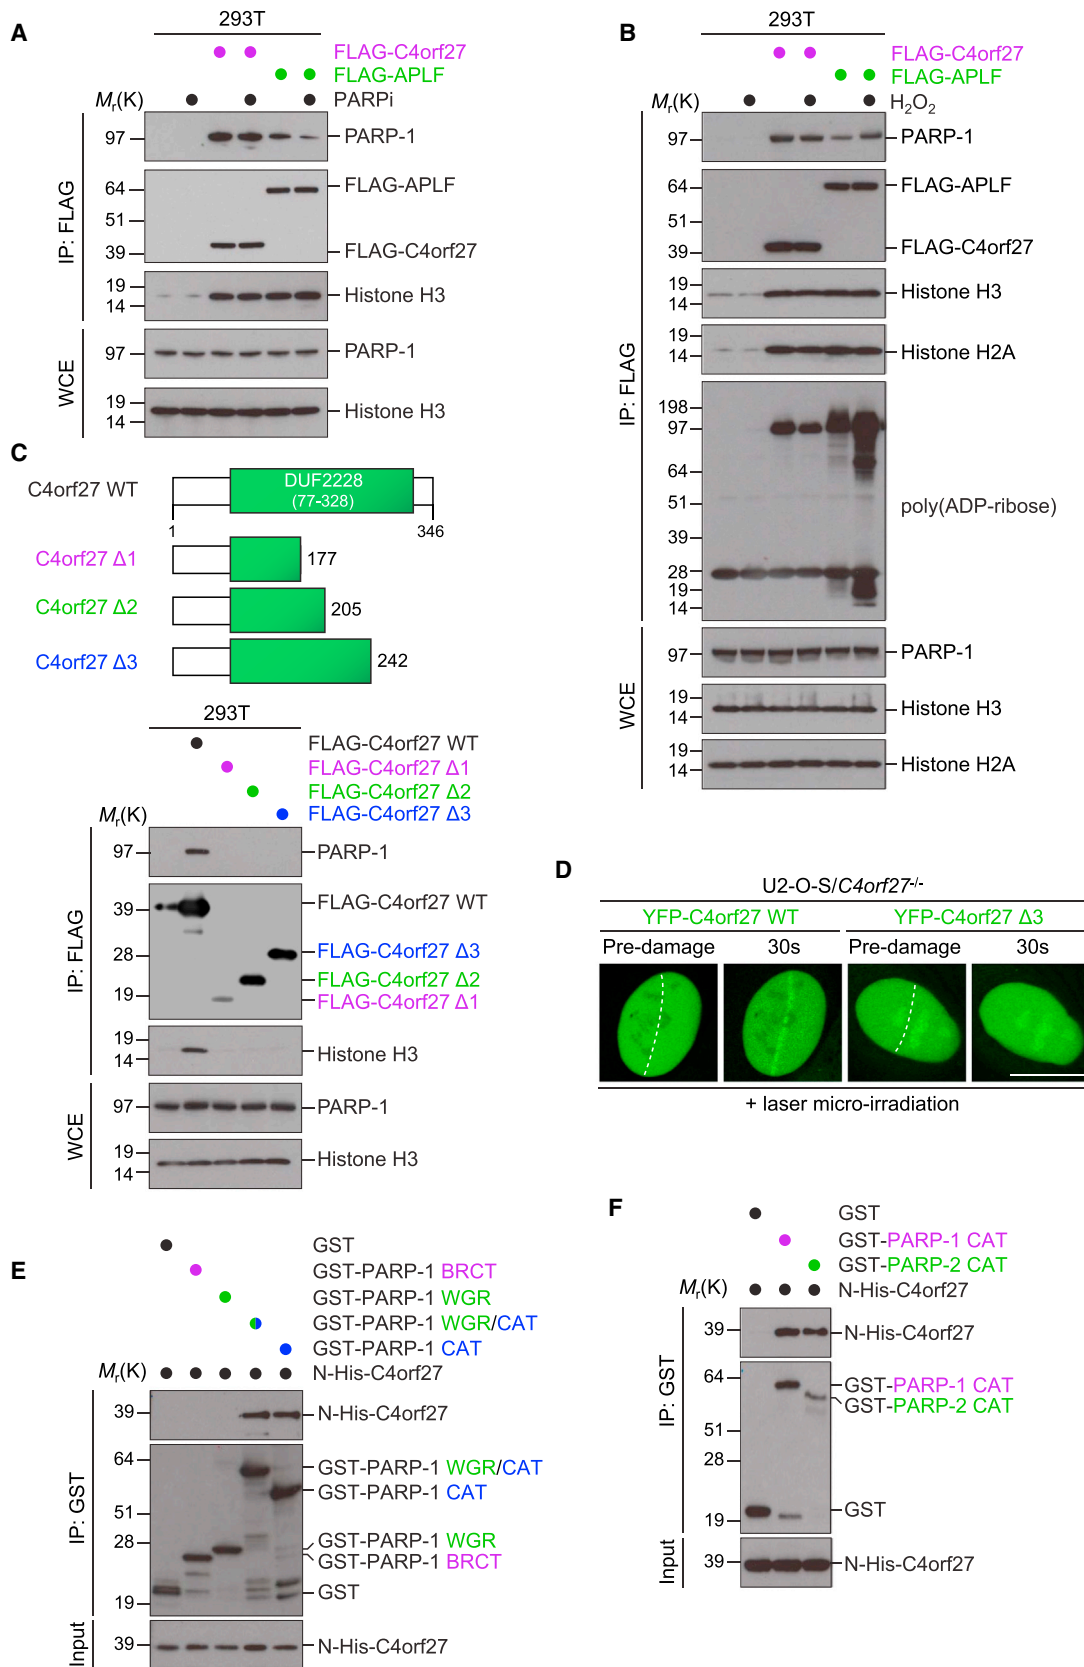 A
293T
FLAG-C4orf27
FLAG-APLF
Mr(K)
PARPi
IP: FLAG
97
PARP-1
64
51
39
FLAG-APLF
FLAG-C4orf27
19
14
Histone H3
WCE
97
PARP-1
19
14
Histone H3
B
293T
FLAG-C4orf27
FLAG-APLF
Mr(K)
H2O2
IP: FLAG
97
PARP-1
64
51
39
FLAG-APLF
FLAG-C4orf27
19
14
Histone H3
19
14
Histone H2A
198
97
64
51
39
28
19
14
poly(ADP-ribose)
WCE
97
PARP-1
19
14
Histone H3
19
14
Histone H2A
C
C4orf27 WT
DUF2228
(77-328)
1
346
C4orf27 Δ1
177
C4orf27 Δ2
205
C4orf27 Δ3
242
293T
FLAG-C4orf27 WT
FLAG-C4orf27 Δ1
FLAG-C4orf27 Δ2
FLAG-C4orf27 Δ3
Mr(K)
IP: FLAG
97
PARP-1
39
28
19
FLAG-C4orf27 WT
FLAG-C4orf27 Δ3
FLAG-C4orf27 Δ2
FLAG-C4orf27 Δ1
19
14
Histone H3
WCE
97
PARP-1
19
14
Histone H3
D
U2-O-S/C4orf27-/-
YFP-C4orf27 WT
YFP-C4orf27 Δ3
Pre-damage
30s
Pre-damage
30s
+ laser micro-irradiation
E
GST
GST-PARP-1 BRCT
GST-PARP-1 WGR
GST-PARP-1 WGR/CAT
GST-PARP-1 CAT
Mr(K)
N-His-C4orf27
IP: GST
39
N-His-C4orf27
64
51
28
19
GST-PARP-1 WGR/CAT
GST-PARP-1 CAT
GST-PARP-1 WGR
GST-PARP-1 BRCT
GST
Input
39
N-His-C4orf27
F
GST
GST-PARP-1 CAT
GST-PARP-2 CAT
Mr(K)
N-His-C4orf27
IP: GST
39
N-His-C4orf27
64
51
28
19
GST-PARP-1 CAT
GST-PARP-2 CAT
GST
Input
39
N-His-C4orf27